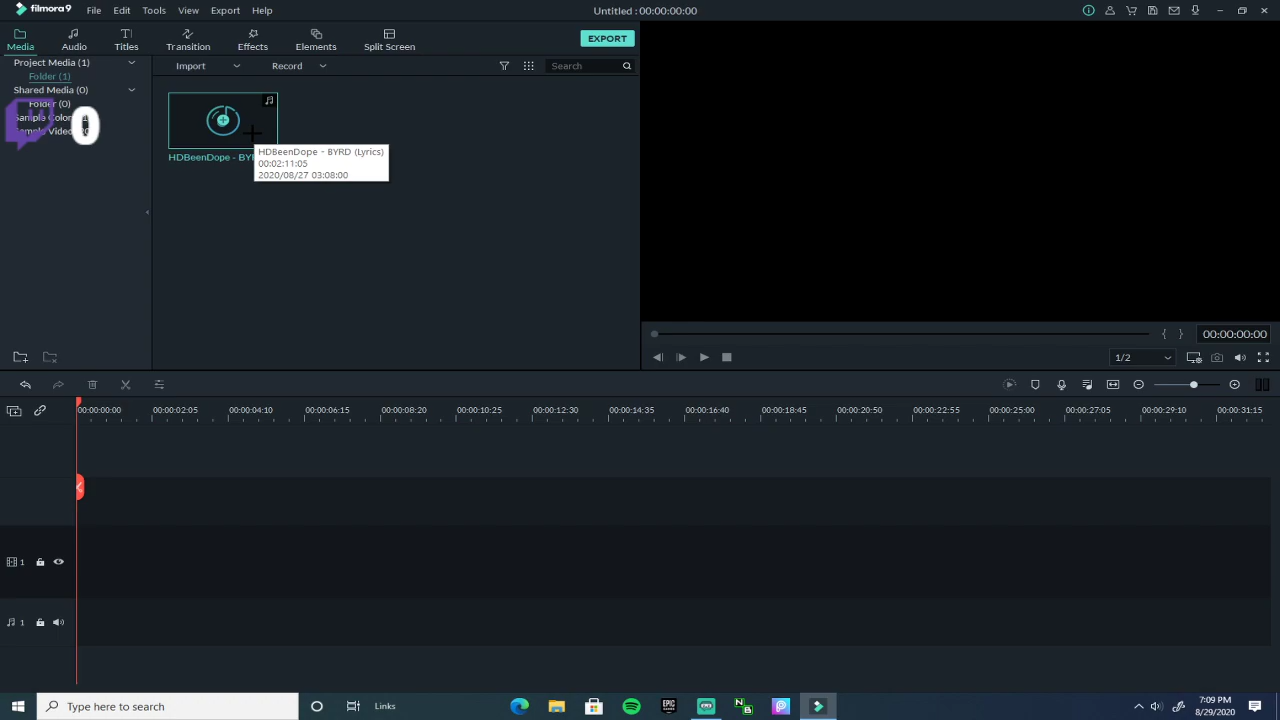 filmora9 File Edit Tools View Export Help Untitled : 00:00:00:00
Media Audio Titles Transition Effects Elements Split Screen EXPORT
Project Media (1) Import Record Search
Folder (1)
Shared Media (0)
Folder (0)
0
HDBeenDope - BY
HDBeenDope - BYRD (Lyrics)
00:02:11:05
2020/08/27 03:08:00
{ } 00:00:00:00
1/2
00:00:00:00 00:00:02:05 00:00:04:10 00:00:06:15 00:00:08:20 00:00:10:25 00:00:12:30 00:00:14:35 00:00:16:40 00:00:18:45 00:00:20:50 00:00:22:55 00:00:25:00 00:00:27:05 00:00:29:10 00:00:31:15
1
1
Type here to search Links EPIC GAMES N B 7:09 PM
8/29/2020